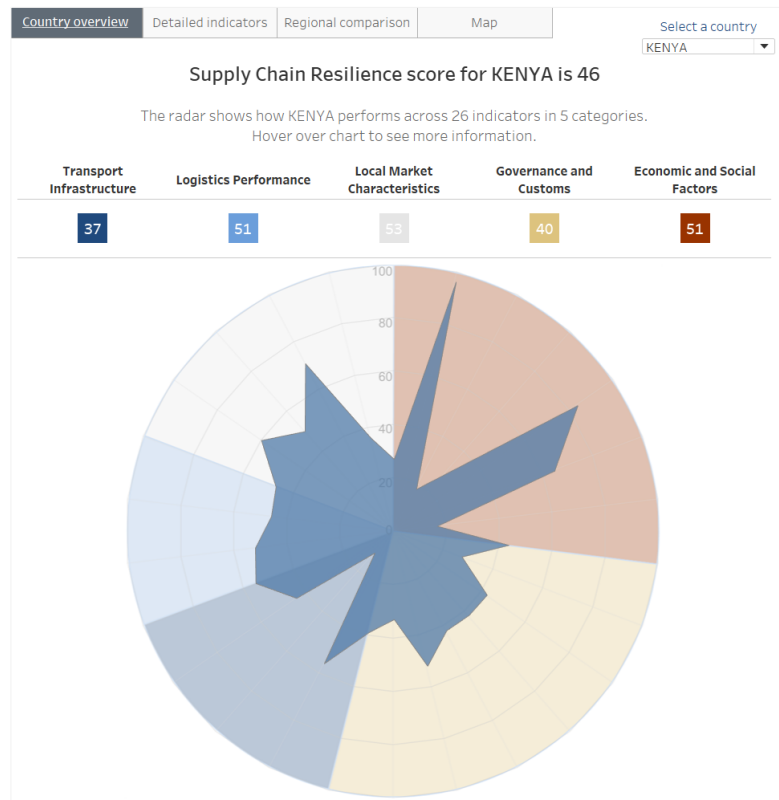 Country overview
Detailed indicators
Regional comparison
Map
Select a country
KENYA
Supply Chain Resilience score for KENYA is 46
The radar shows how KENYA performs across 26 indicators in 5 categories.
Hover over chart to see more information.
Transport
Infrastructure
Logistics Performance
Local Market
Characteristics
Governance and
Customs
Economic and Social
Factors
37
51
53
40
51
100
80
60
40
20
0